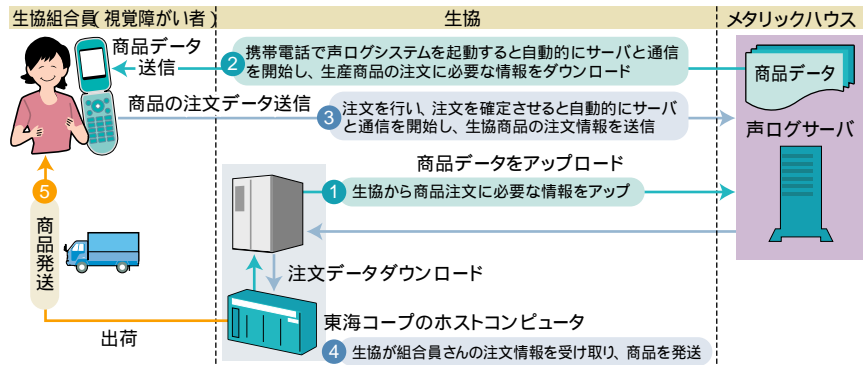 生協組合員(視覚障がい者)
生協
メタリックハウス
商品データ
送信
2 携帯電話で声ログシステムを起動すると自動的にサーバと通信
を開始し、生産商品の注文に必要な情報をダウンロード
商品データ
商品の注文データ送信
3 注文を行い、注文を確定させると自動的にサーバ
と通信を開始し、生協商品の注文情報を送信
声ログサーバ
商品データをアップロード
1 生協から商品注文に必要な情報をアップ
5
商品発送
注文データダウンロード
東海コープのホストコンピュータ
出荷
4 生協が組合員さんの注文情報を受け取り、商品を発送